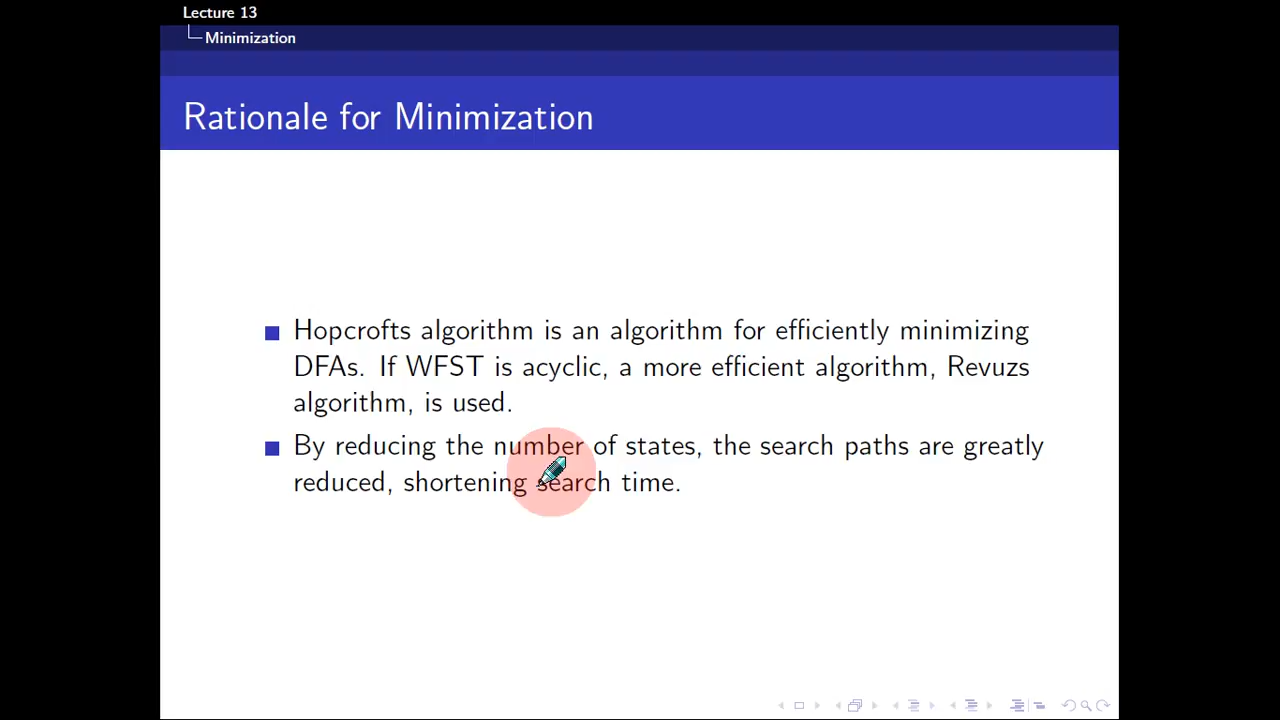 Lecture 13
Minimization
Rationale for Minimization
Hopcrofts algorithm is an algorithm for efficiently minimizing
DFAs. If WFST is acyclic, a more efficient algorithm, Revuzs
algorithm, is used.
By reducing the number of states, the search paths are greatly
reduced, shortening search time.